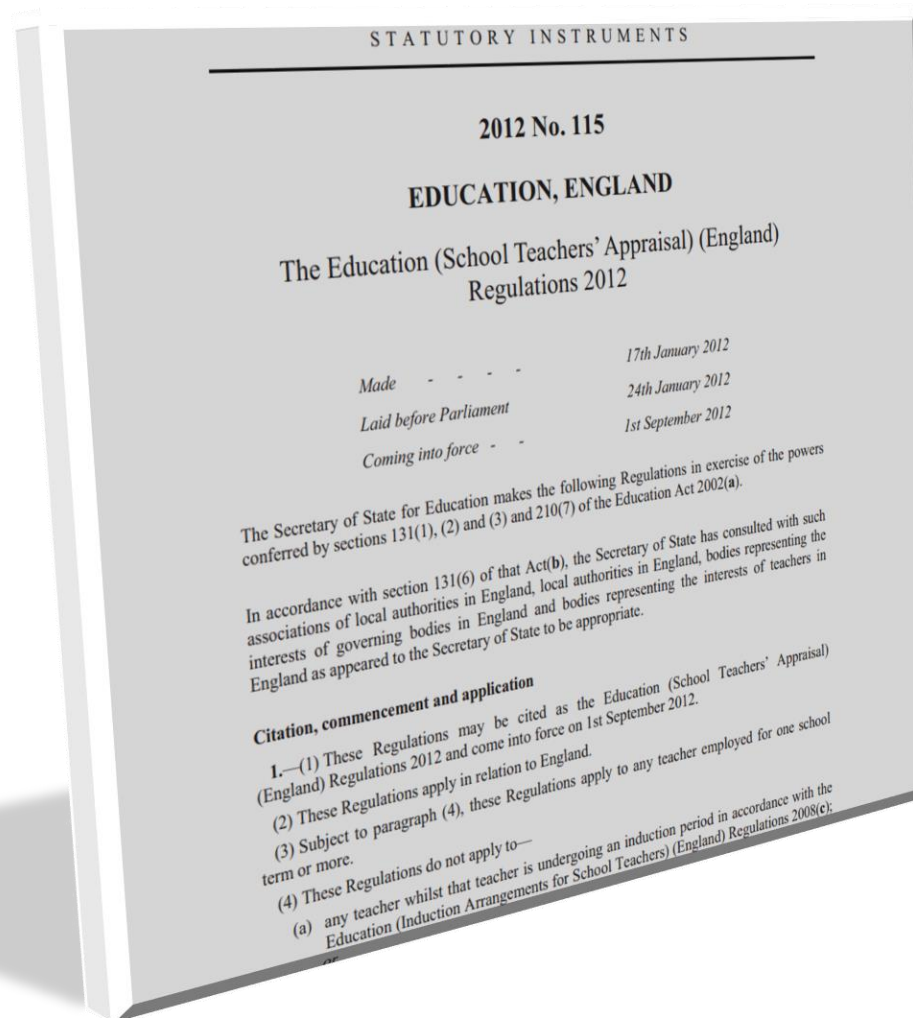 STATUTORY INSTRUMENTS
2012 No. 115
EDUCATION, ENGLAND
The Education (School Teachers' Appraisal) (England)
Regulations 2012
Made - - - - 17th January 2012
Laid before Parliament 24th January 2012
Coming into force - - 1st September 2012
The Secretary of State for Education makes the following Regulations in exercise of the powers
conferred by sections 131(1), (2) and (3) and 210(7) of the Education Act 2002(a).
In accordance with section 131(6) of that Act(b), the Secretary of State has consulted with such
associations of local authorities in England, local authorities in England, bodies representing the
interests of governing bodies in England and bodies representing the interests of teachers in
England as appeared to the Secretary of State to be appropriate.
Citation, commencement and application
1.—(1) These Regulations may be cited as the Education (School Teachers' Appraisal)
(England) Regulations 2012 and come into force on 1st September 2012.
(2) These Regulations apply in relation to England.
(3) Subject to paragraph (4), these Regulations apply to any teacher employed for one school
term or more.
(4) These Regulations do not apply to—
(a) any teacher whilst that teacher is undergoing an induction period in accordance with the
Education (Induction Arrangements for School Teachers) (England) Regulations 2008(c);
or